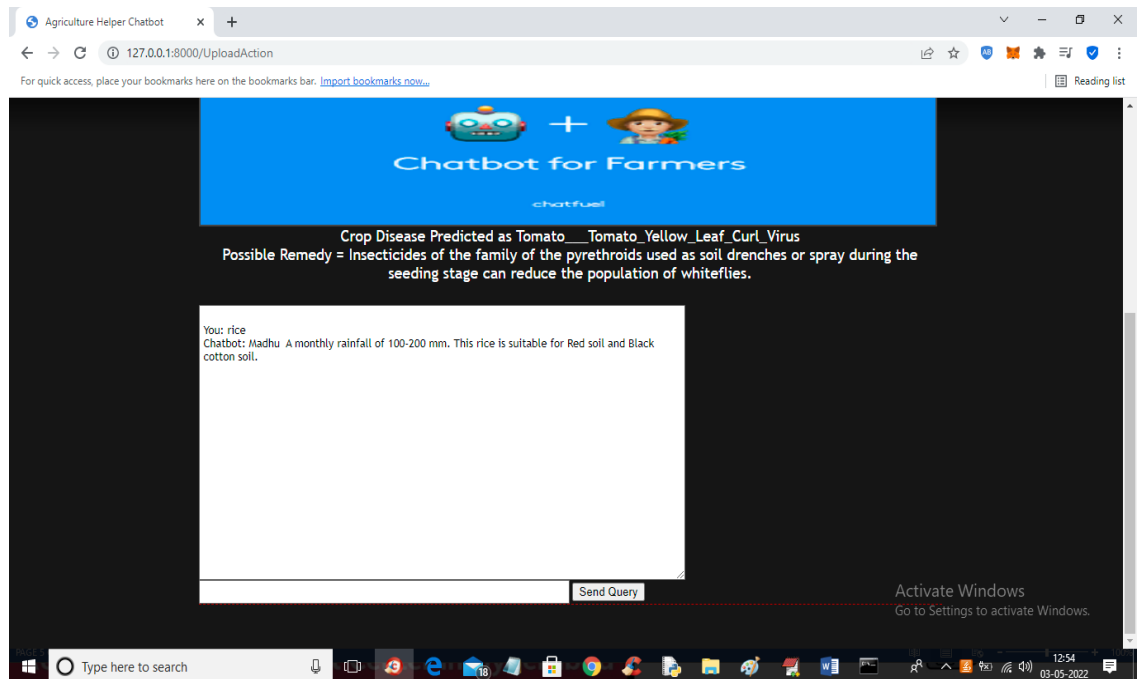 Agriculture Helper Chatbot
127.0.0.1:8000/UploadAction
AB
For quick access, place your bookmarks here on the bookmarks bar. Import bookmarks now...
Reading list
Chatbot for Farmers
chatfuel
Crop Disease Predicted as Tomato___Tomato_Yellow_Leaf_Curl_Virus
Possible Remedy = Insecticides of the family of the pyrethroids used as soil drenches or spray during the
seeding stage can reduce the population of whiteflies.
You: rice
Chatbot: Madhu  A monthly rainfall of 100-200 mm. This rice is suitable for Red soil and Black
cotton soil.
Send Query
Activate Windows
Go to Settings to activate Windows.
Type here to search
18
12:54
03-05-2022